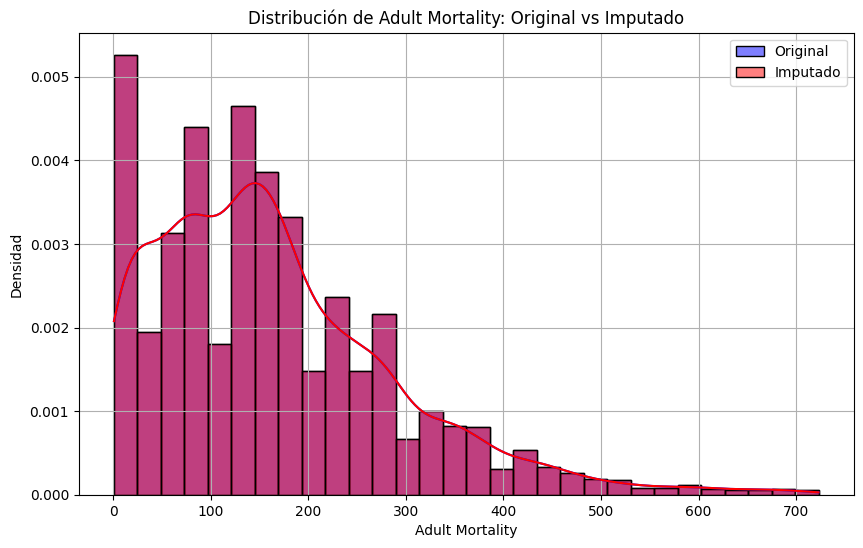 Distribución de Adult Mortality: Original vs Imputado
Original
Imputado
Densidad
0.005
0.004
0.003
0.002
0.001
0.000
0 100 200 300 400 500 600 700
Adult Mortality